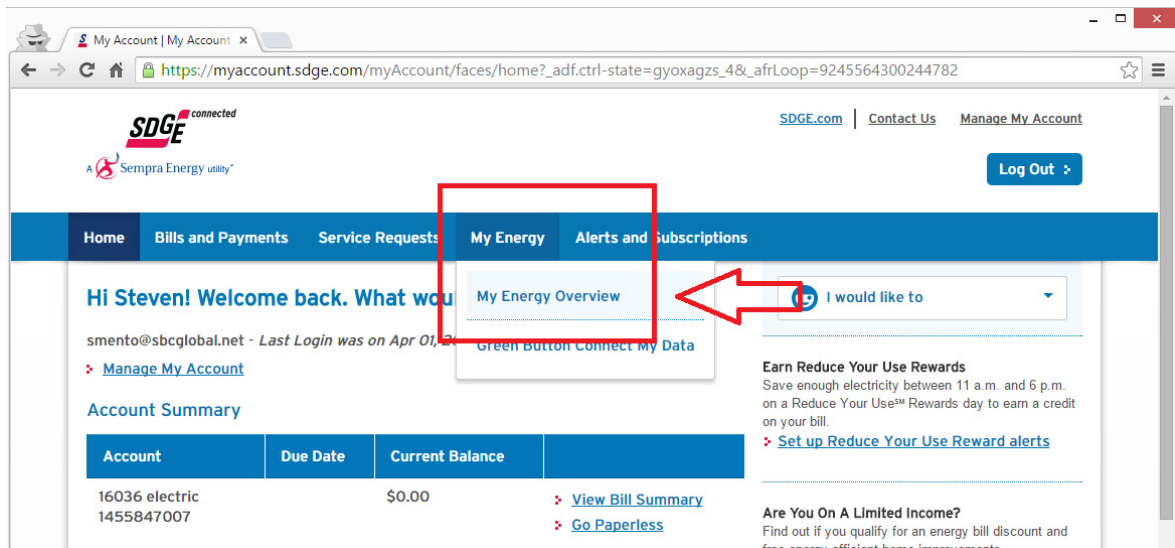 My Account | My Account
https://myaccount.sdge.com/myAccount/faces/home?_adf.ctrl-state=gyoxagzs_4&_afrLoop=9245564300244782
SDGE connected
A Sempra Energy utility
SDGE.com Contact Us Manage My Account
Log Out
Home Bills and Payments Service Requests My Energy Alerts and Subscriptions
Hi Steven! Welcome back. What
My Energy Overview
I would like to
smento@sbcglobal.net - Last Login was on Apr 01,
Green Button Connect My Data
Manage My Account
Earn Reduce Your Use Rewards
Save enough electricity between 11 a.m. and 6 p.m.
on a Reduce Your Use℠ Rewards day to earn a credit
on your bill.
Set up Reduce Your Use Reward alerts
Account Summary
Account Due Date Current Balance
16036 electric $0.00 View Bill Summary
1455847007 Go Paperless
Are You On A Limited Income?
Find out if you qualify for an energy bill discount and
free energy-efficient home improvements